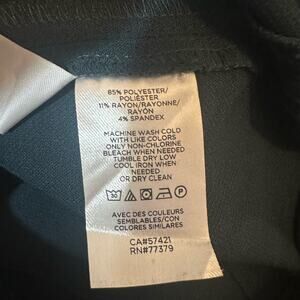 85% POLYESTER/
POLIÉSTER
11% RAYON/RAYONNE/
RAYÓN
4% SPANDEX
MACHINE WASH COLD
WITH LIKE COLORS
ONLY NON-CHLORINE
BLEACH WHEN NEEDED
TUMBLE DRY LOW
COOL IRON WHEN
NEEDED
OR DRY CLEAN
30 P
AVEC DES COULEURS
SEMBLABLES/CON
COLORES SIMILARES
CA#57421
RN#77379